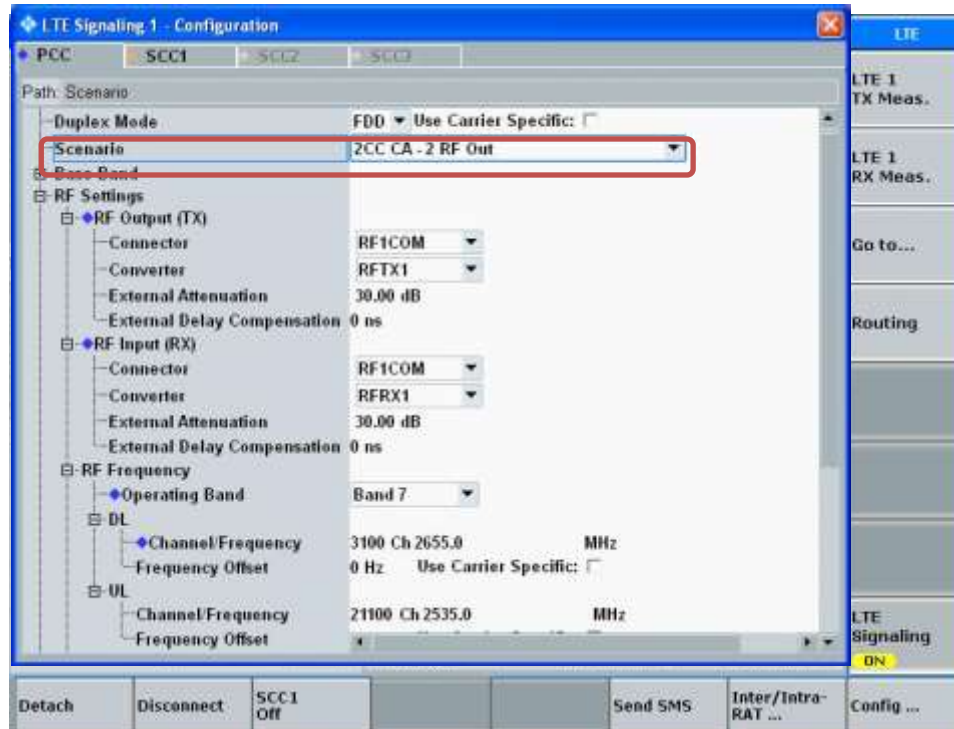 LTE Signaling 1 - Configuration
PCC SCC1 SCC2 SCC3
Path: Scenario
Duplex Mode FDD Use Carrier Specific:
Scenario 2CC CA - 2 RF Out
Base Band
RF Settings
RF Output (TX)
Connector RF1COM
Converter RFTX1
External Attenuation 30.00 dB
External Delay Compensation 0 ns
RF Input (RX)
Connector RF1COM
Converter RFRX1
External Attenuation 30.00 dB
External Delay Compensation 0 ns
RF Frequency
Operating Band Band 7
DL
Channel/Frequency 3100 Ch 2655.0 MHz
Frequency Offset 0 Hz Use Carrier Specific:
UL
Channel/Frequency 21100 Ch 2535.0 MHz
Frequency Offset
LTE
LTE 1
TX Meas.
LTE 1
RX Meas.
Go to...
Routing
LTE
Signaling
ON
Detach Disconnect SCC1
Off
Send SMS Inter/Intra-
RAT ...
Config ...